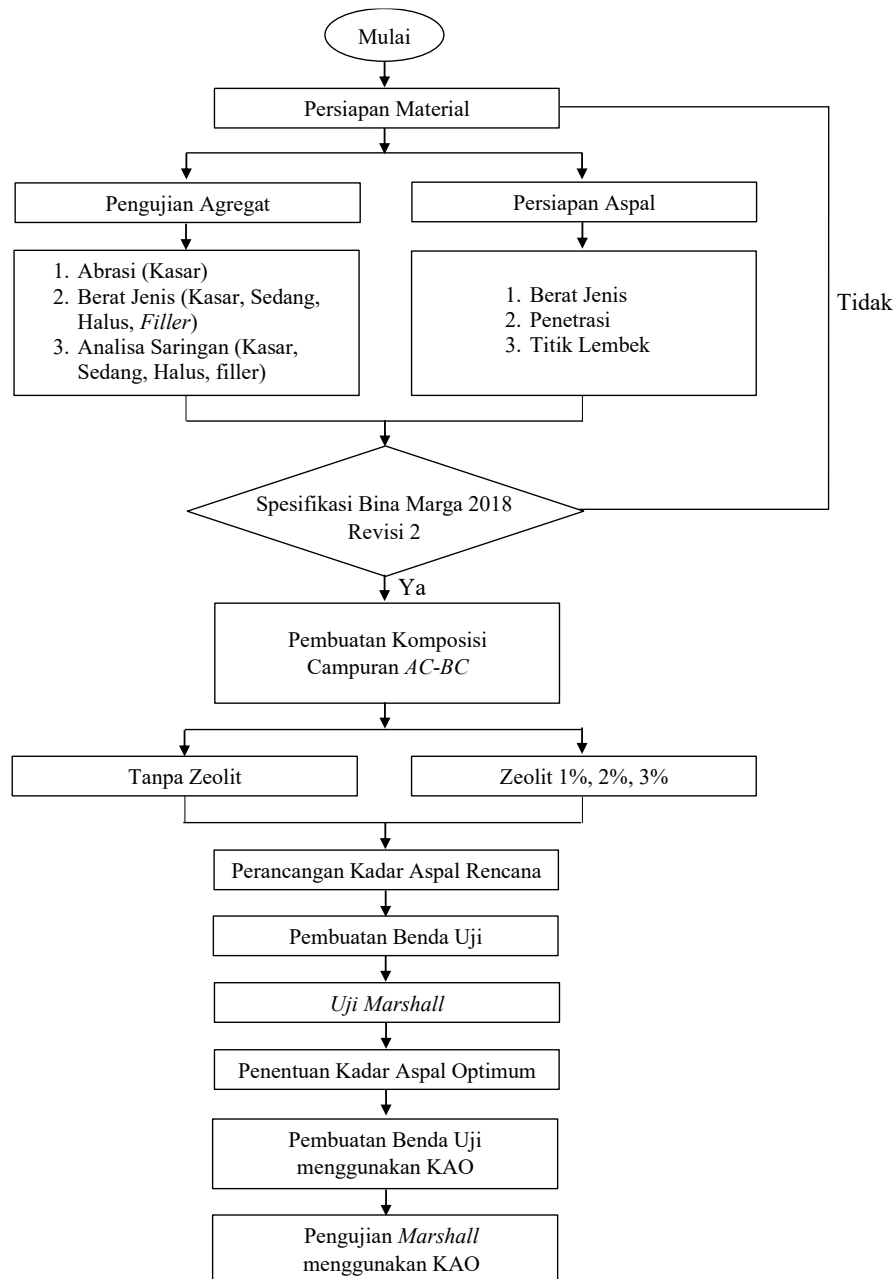 Mulai
Persiapan Material
Pengujian Agregat
Persiapan Aspal
1. Abrasi (Kasar)
2. Berat Jenis (Kasar, Sedang,
Halus, Filler)
3. Analisa Saringan (Kasar,
Sedang, Halus, filler)
1. Berat Jenis
2. Penetrasi
3. Titik Lembek
Tidak
Spesifikasi Bina Marga 2018
Revisi 2
Ya
Pembuatan Komposisi
Campuran AC-BC
Tanpa Zeolit
Zeolit 1%, 2%, 3%
Perancangan Kadar Aspal Rencana
Pembuatan Benda Uji
Uji Marshall
Penentuan Kadar Aspal Optimum
Pembuatan Benda Uji
menggunakan KAO
Pengujian Marshall
menggunakan KAO